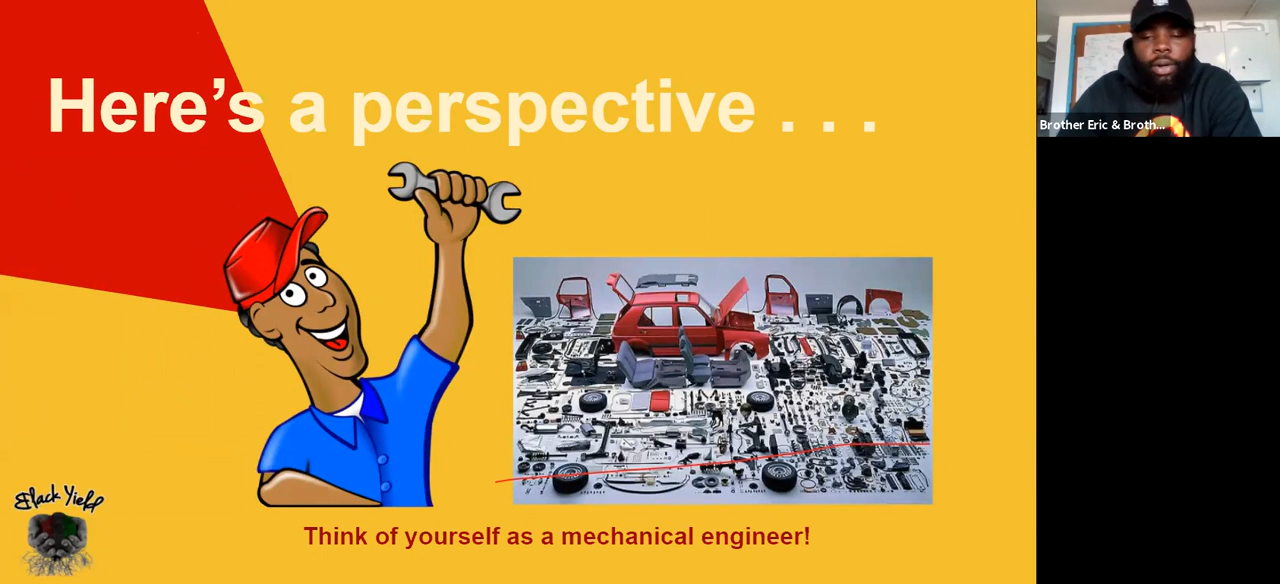 Here’s a perspective . . .
Brother Eric & Broth...
Black Yield
Think of yourself as a mechanical engineer!